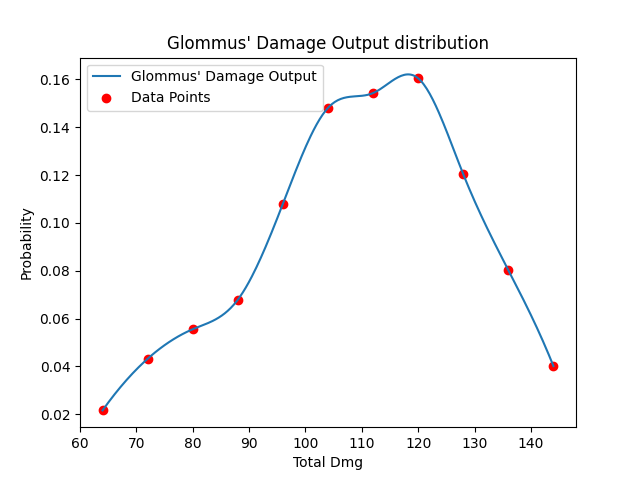 Glommus' Damage Output distribution
Glommus' Damage Output
Data Points
0.16
0.14
0.12
0.10
0.08
0.06
0.04
0.02
Probability
60 70 80 90 100 110 120 130 140
Total Dmg